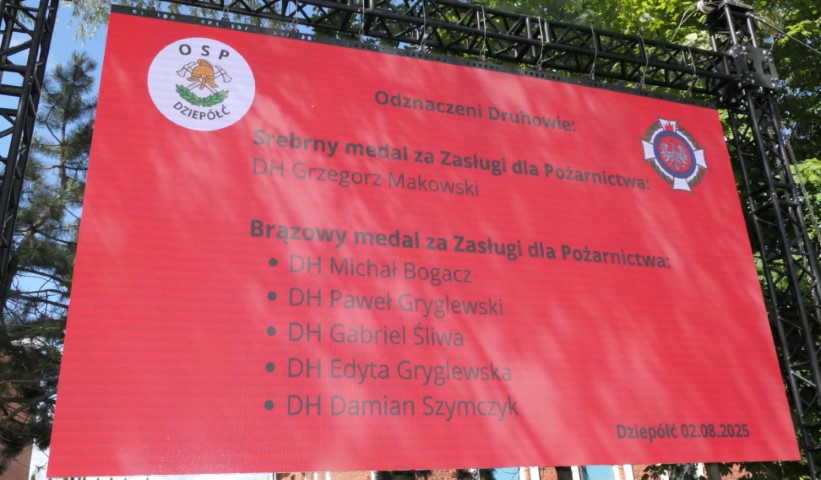 OSP
DZIEPÓŁĆ
Odznaczeni Druhowie:
Srebrny medal za Zasługi dla Pożarnictwa:
DH Grzegorz Makowski
Brązowy medal za Zasługi dla Pożarnictwa:
• DH Michał Bogacz
• DH Paweł Gryglewski
• DH Gabriel Śliwa
• DH Edyta Gryglewska
• DH Damian Szymczyk
Dziepółć 02.08.2025